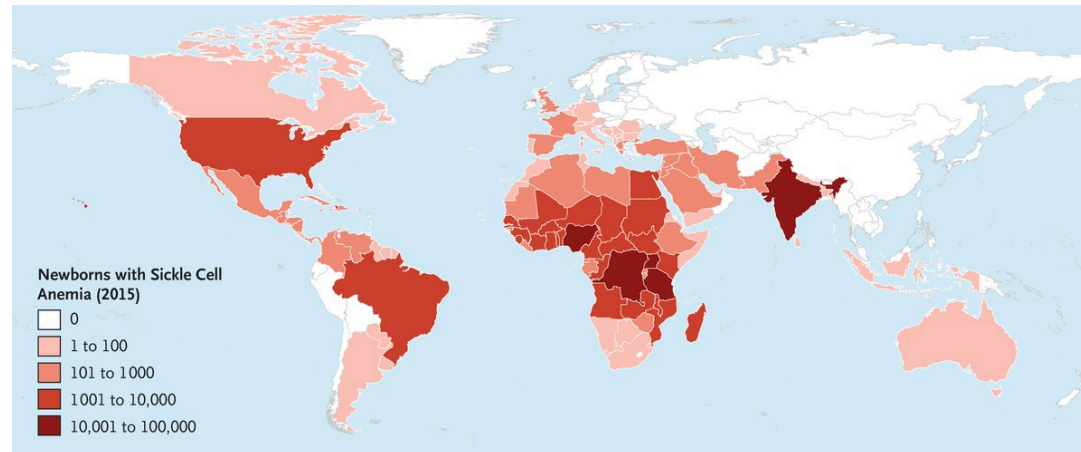 Newborns with Sickle Cell
Anemia (2015)
0
1 to 100
101 to 1000
1001 to 10,000
10,001 to 100,000